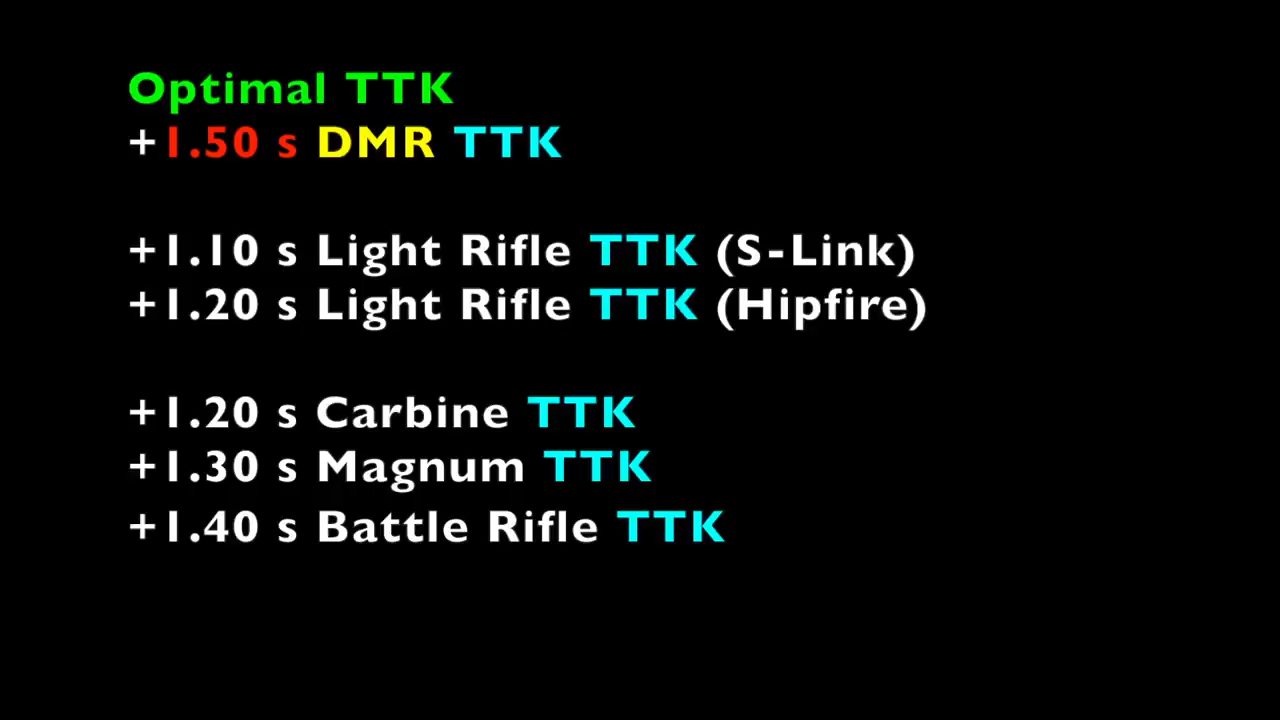 Optimal TTK
+1.50 s DMR TTK
+1.10 s Light Rifle TTK (S-Link)
+1.20 s Light Rifle TTK (Hipfire)
+1.20 s Carbine TTK
+1.30 s Magnum TTK
+1.40 s Battle Rifle TTK